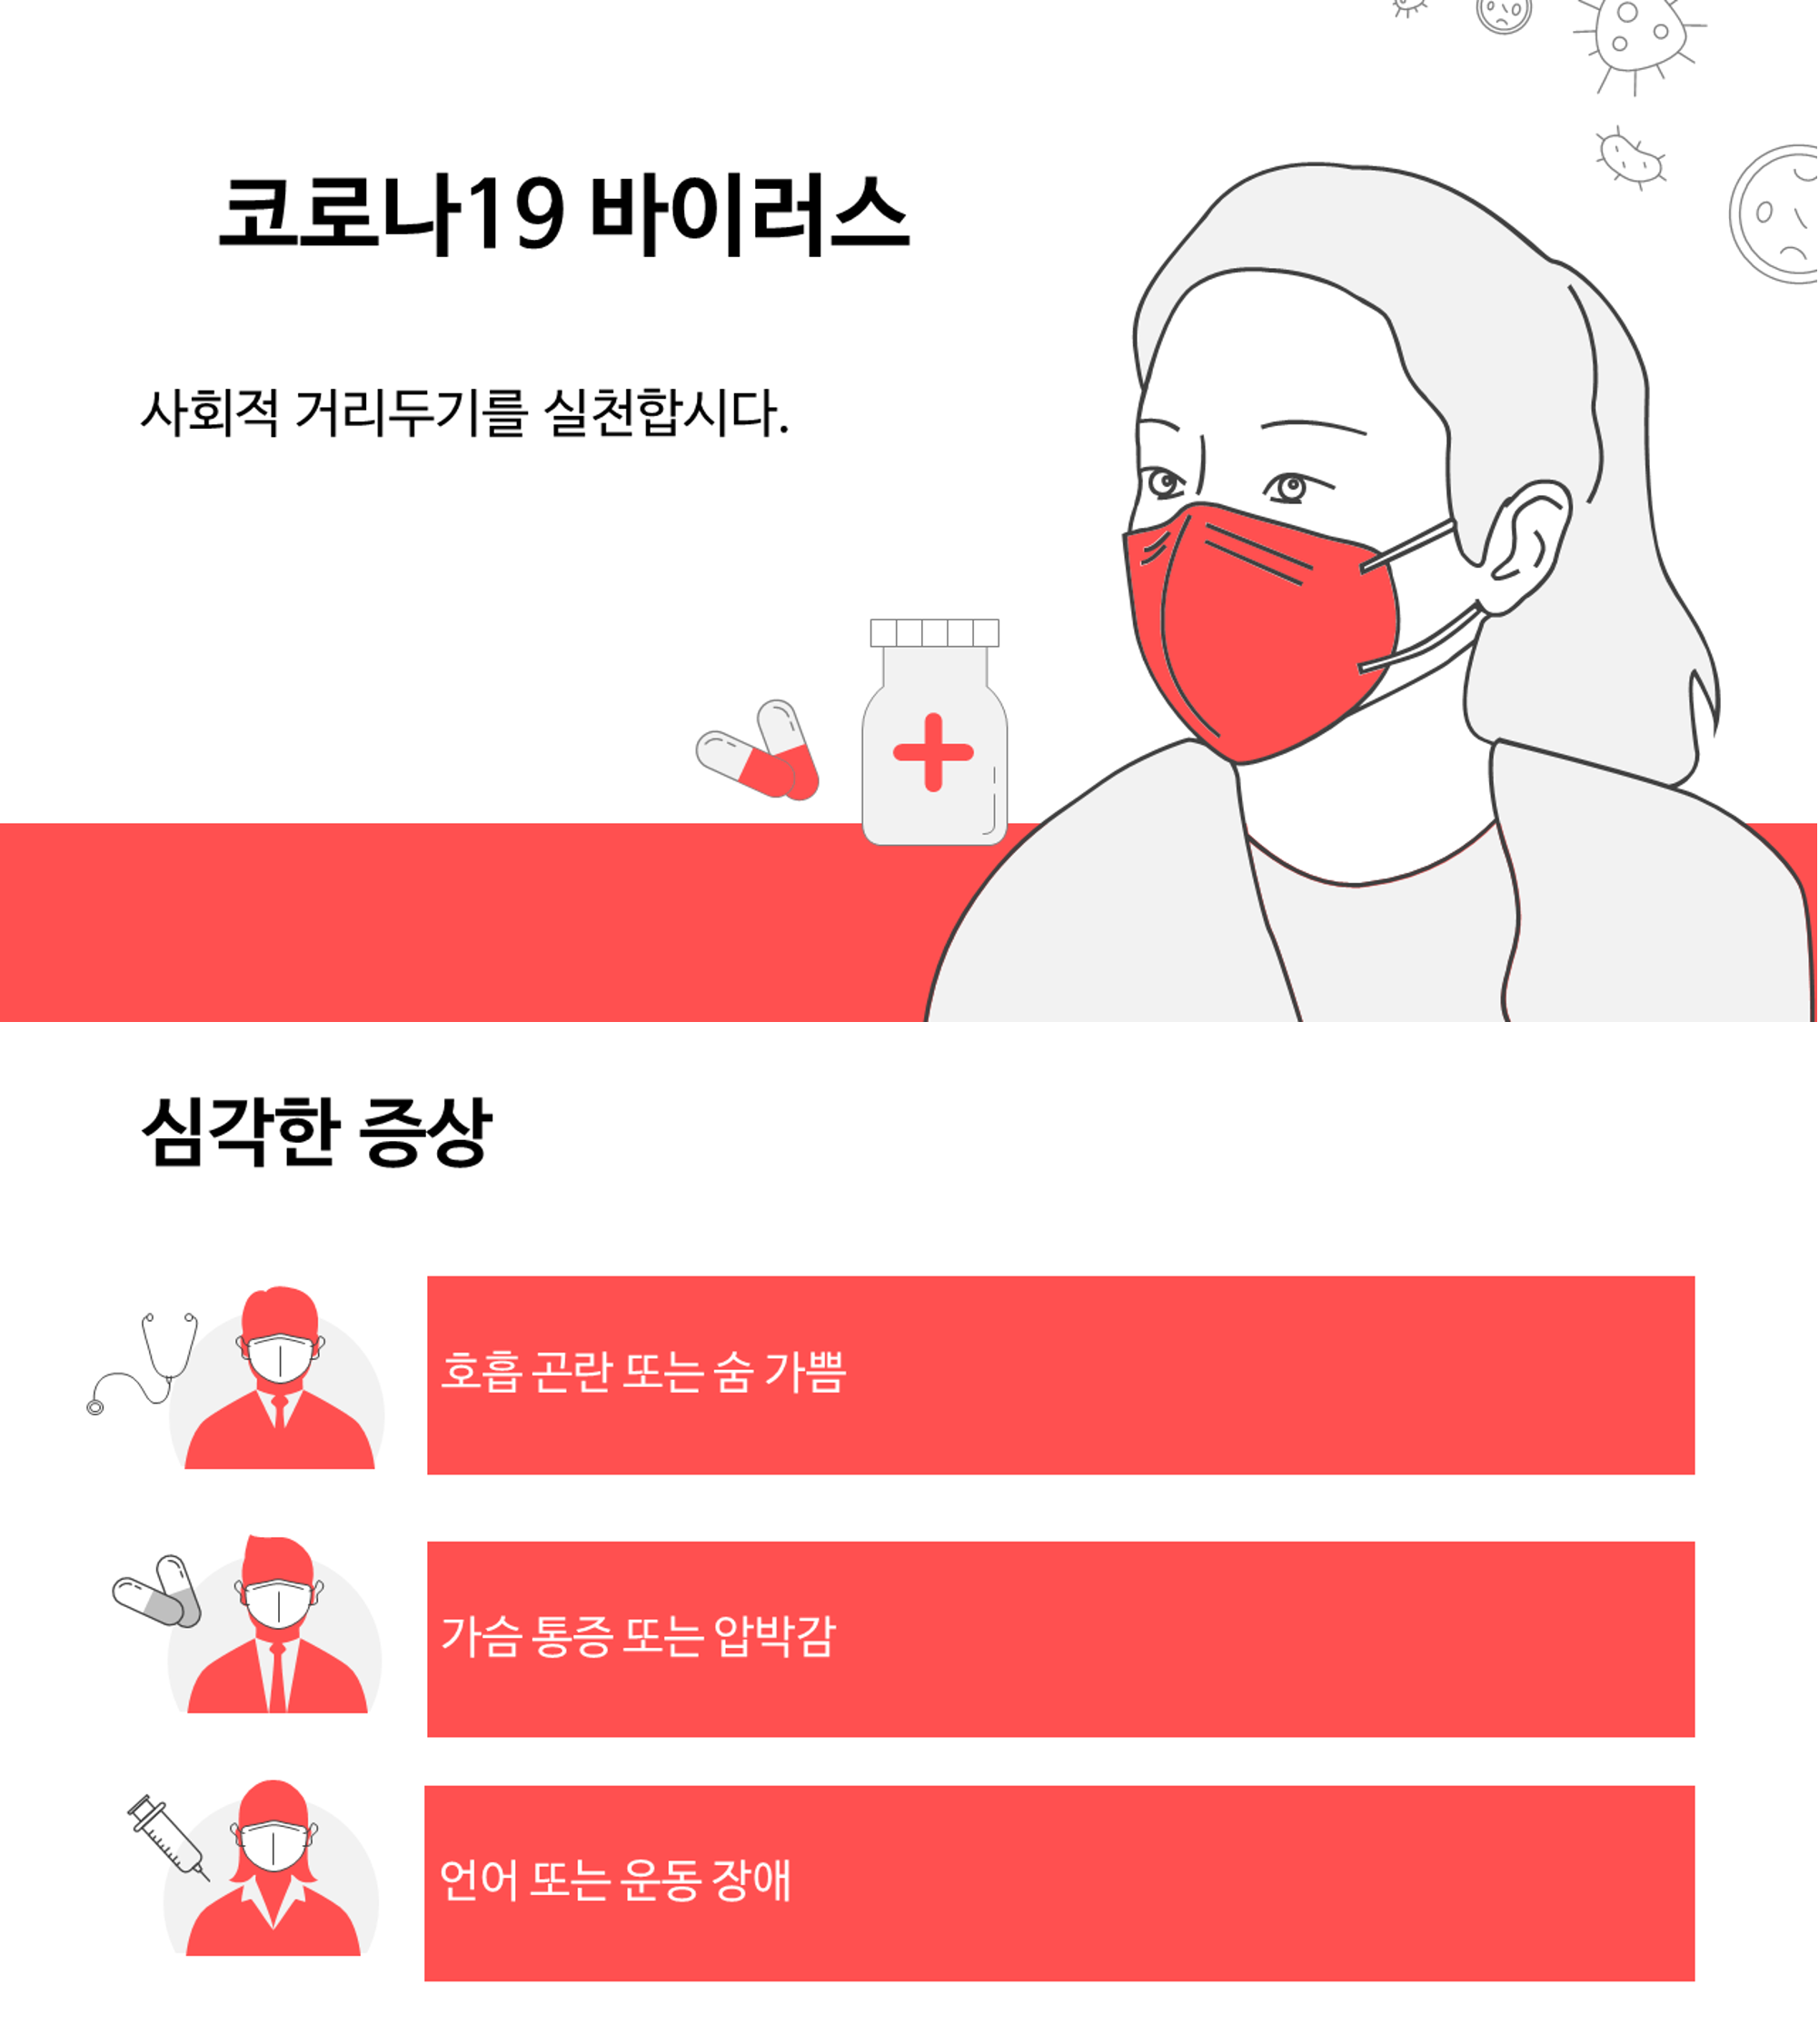 코로나19 바이러스
사회적 거리두기를 실천합시다.
심각한 증상
호흡 곤란 또는 숨 가쁨
가슴 통증 또는 압박감
언어 또는 운동 장애